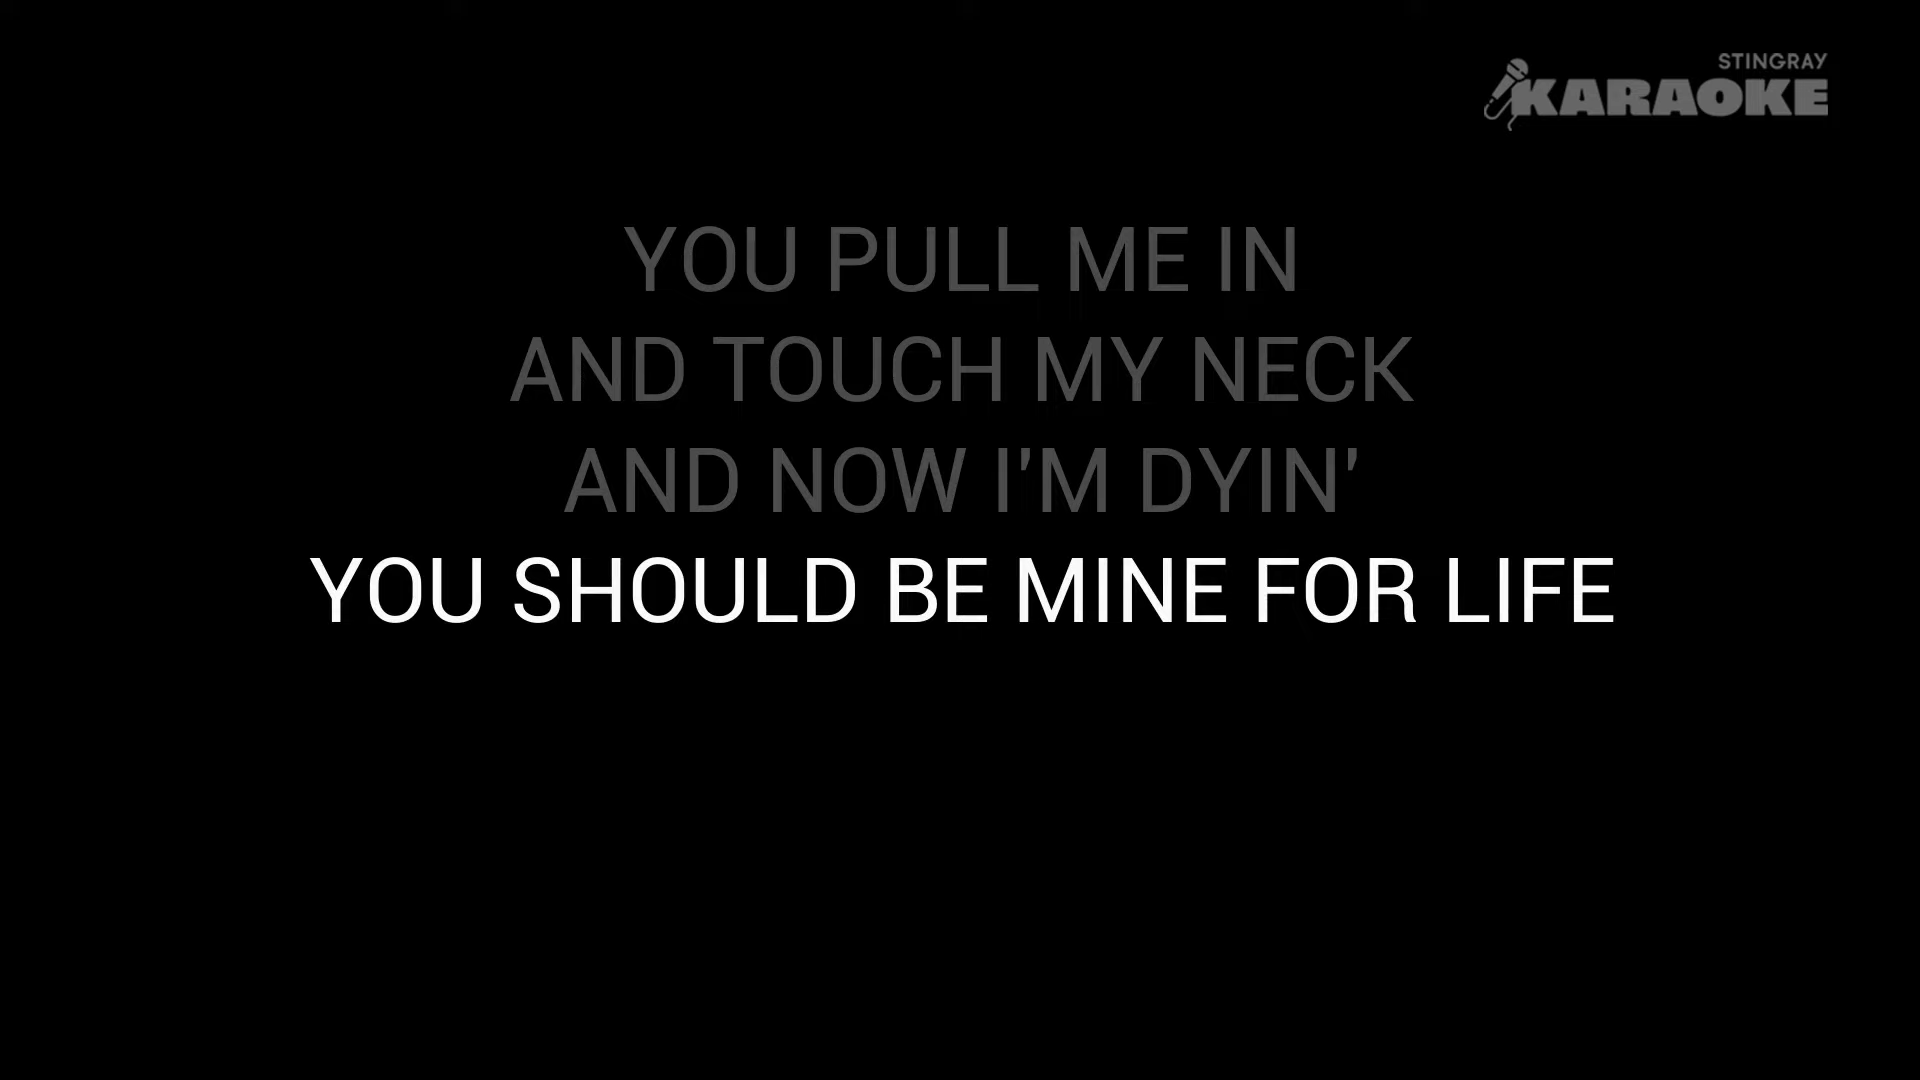 STINGRAY
KARAOKE
YOU PULL ME IN
AND TOUCH MY NECK
AND NOW I'M DYIN'
YOU SHOULD BE MINE FOR LIFE